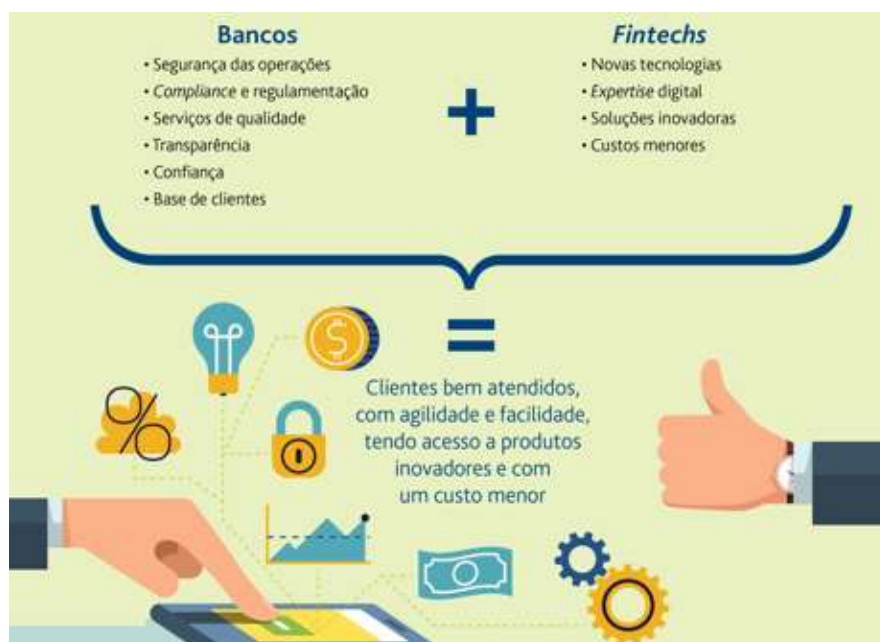 Bancos
• Segurança das operações
• Compliance e regulamentação
• Serviços de qualidade
• Transparência
• Confiança
• Base de clientes
+
Fintechs
• Novas tecnologias
• Expertise digital
• Soluções inovadoras
• Custos menores
=
$
%
Clientes bem atendidos,
com agilidade e facilidade,
tendo acesso a produtos
inovadores e com
um custo menor